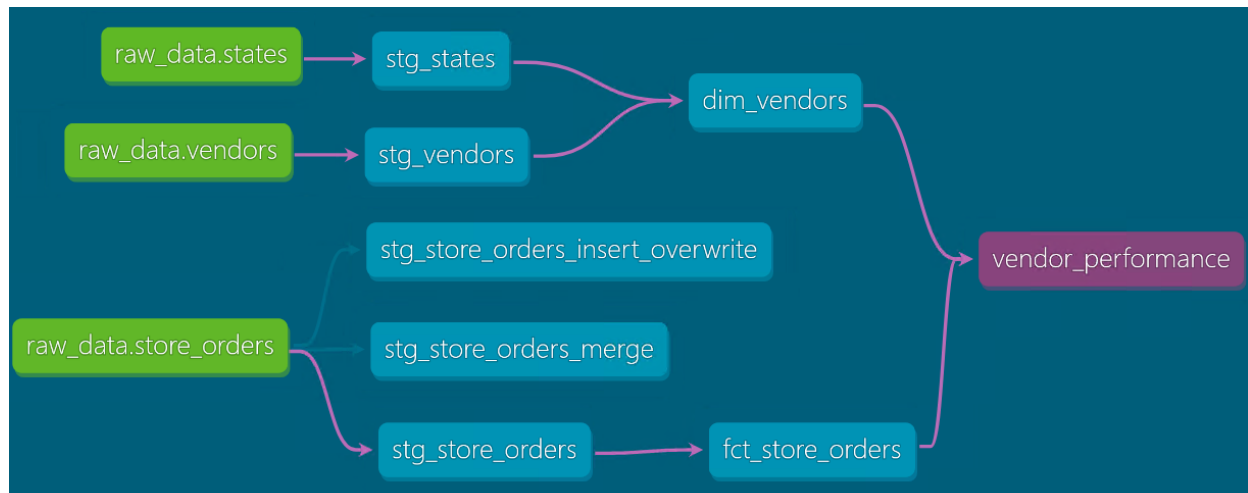 raw_data.states
stg_states
dim_vendors
raw_data.vendors
stg_vendors
stg_store_orders_insert_overwrite
vendor_performance
raw_data.store_orders
stg_store_orders_merge
stg_store_orders
fct_store_orders